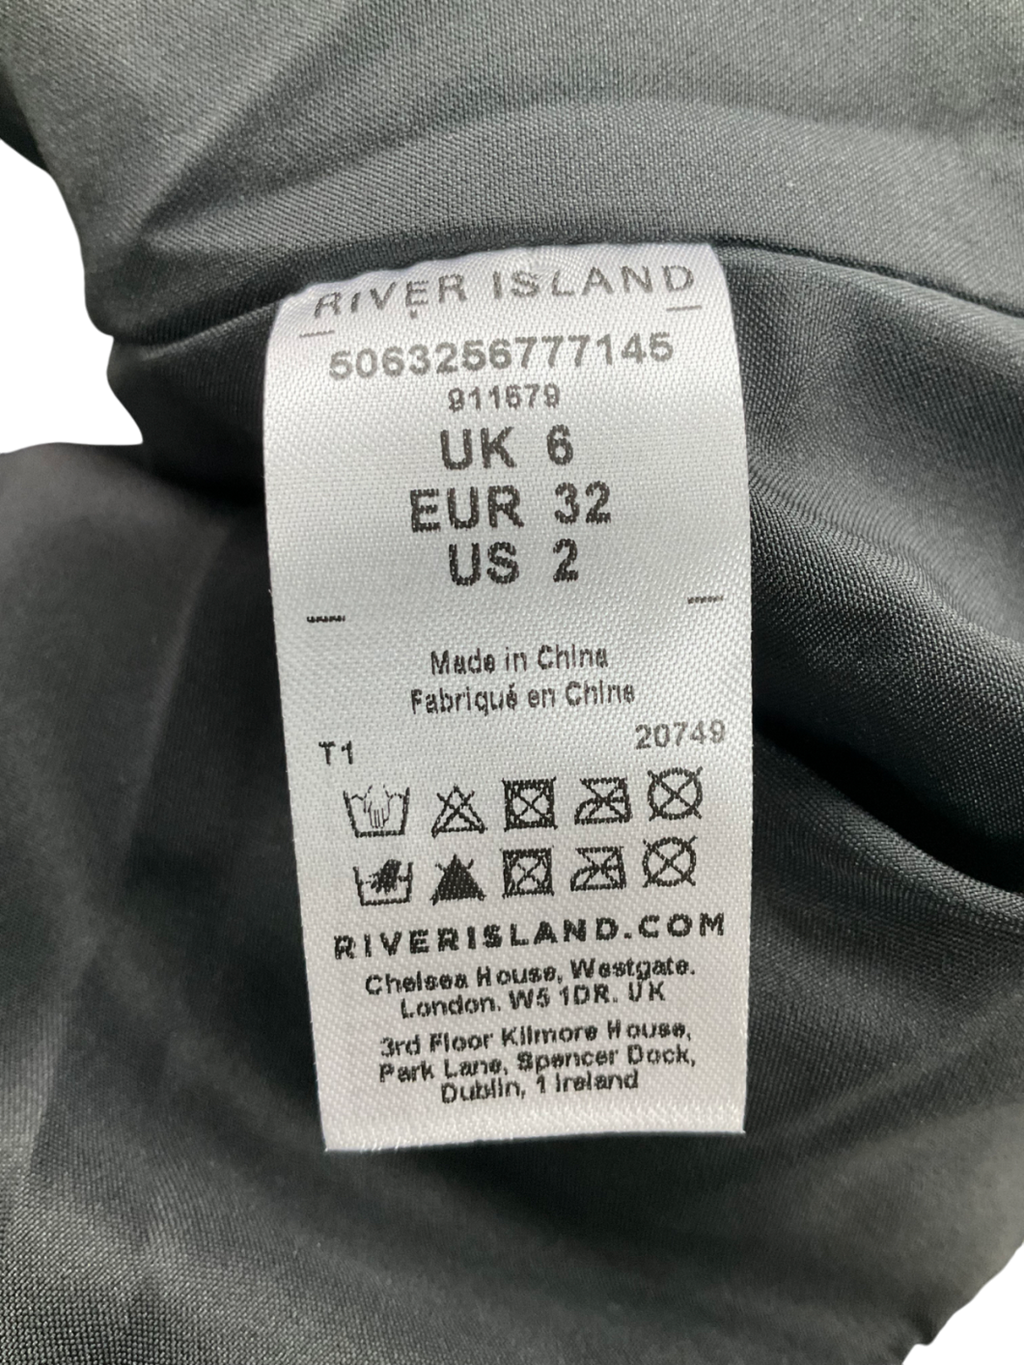 RIVER ISLAND
5063256777145
911679
UK 6
EUR 32
US 2
Made in China
Fabriqué en Chine
T1 20749
RIVERISLAND.COM
Chelsea House, Westgate.
London. W5 1DR. UK
3rd Floor Kilmore House,
Park Lane, Spencer Dock,
Dublin, 1 Ireland